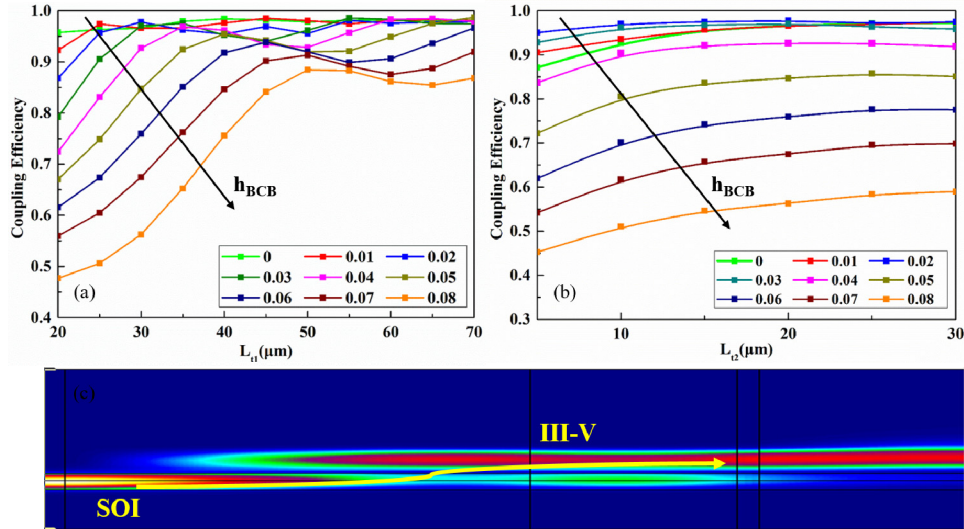 1.0
0.9
0.8
0.7
0.6
0.5
0.4
Coupling Efficiency
h_BCB
0 0.01 0.02
0.03 0.04 0.05
0.06 0.07 0.08
(a)
20 30 40 50 60 70
L_t1(μm)
1.0
0.9
0.8
0.7
0.6
0.5
0.4
0.3
Coupling Efficiency
h_BCB
0 0.01 0.02
0.03 0.04 0.05
0.06 0.07 0.08
(b)
10 20 30
L_t2(μm)
(c)
III-V
SOI